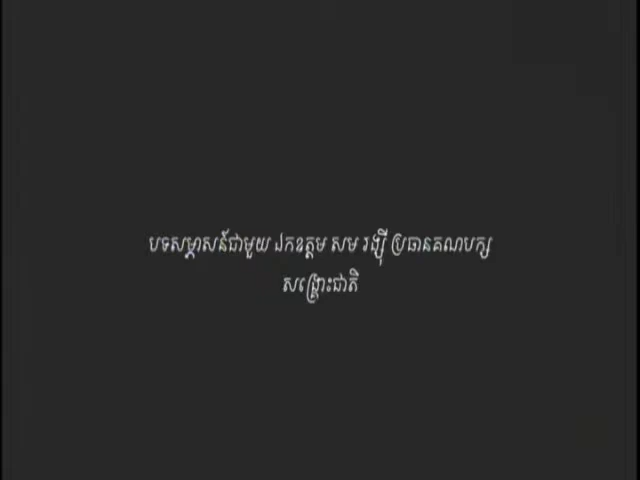 បទសម្ភាសន៍ជាមួយ ឯកឧត្តម សម រង្ស៊ី ប្រធានគណបក្ស
សង្គ្រោះជាតិ